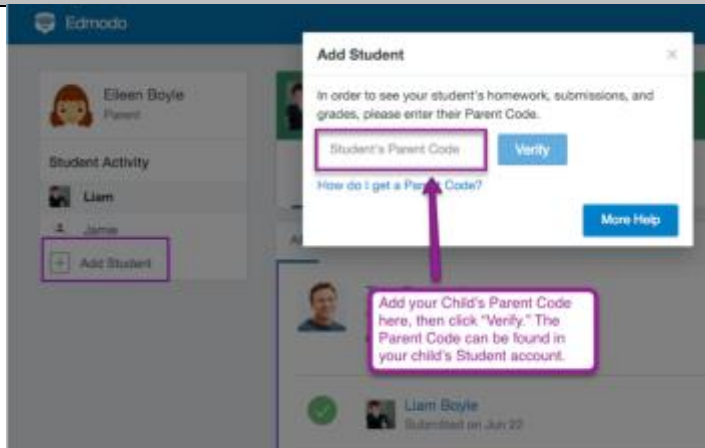 Edmodo
Eileen Boyle
Parent
Student Activity
Liam
Jamie
Add Student
Add Student
In order to see your student's homework, submissions, and
grades, please enter their Parent Code.
Student's Parent Code
Verify
How do I get a Parent Code?
More Help
Add your Child's Parent Code
here, then click "Verify." The
Parent Code can be found in
your child's Student account.
Liam Boyle
Submitted on Jun 22